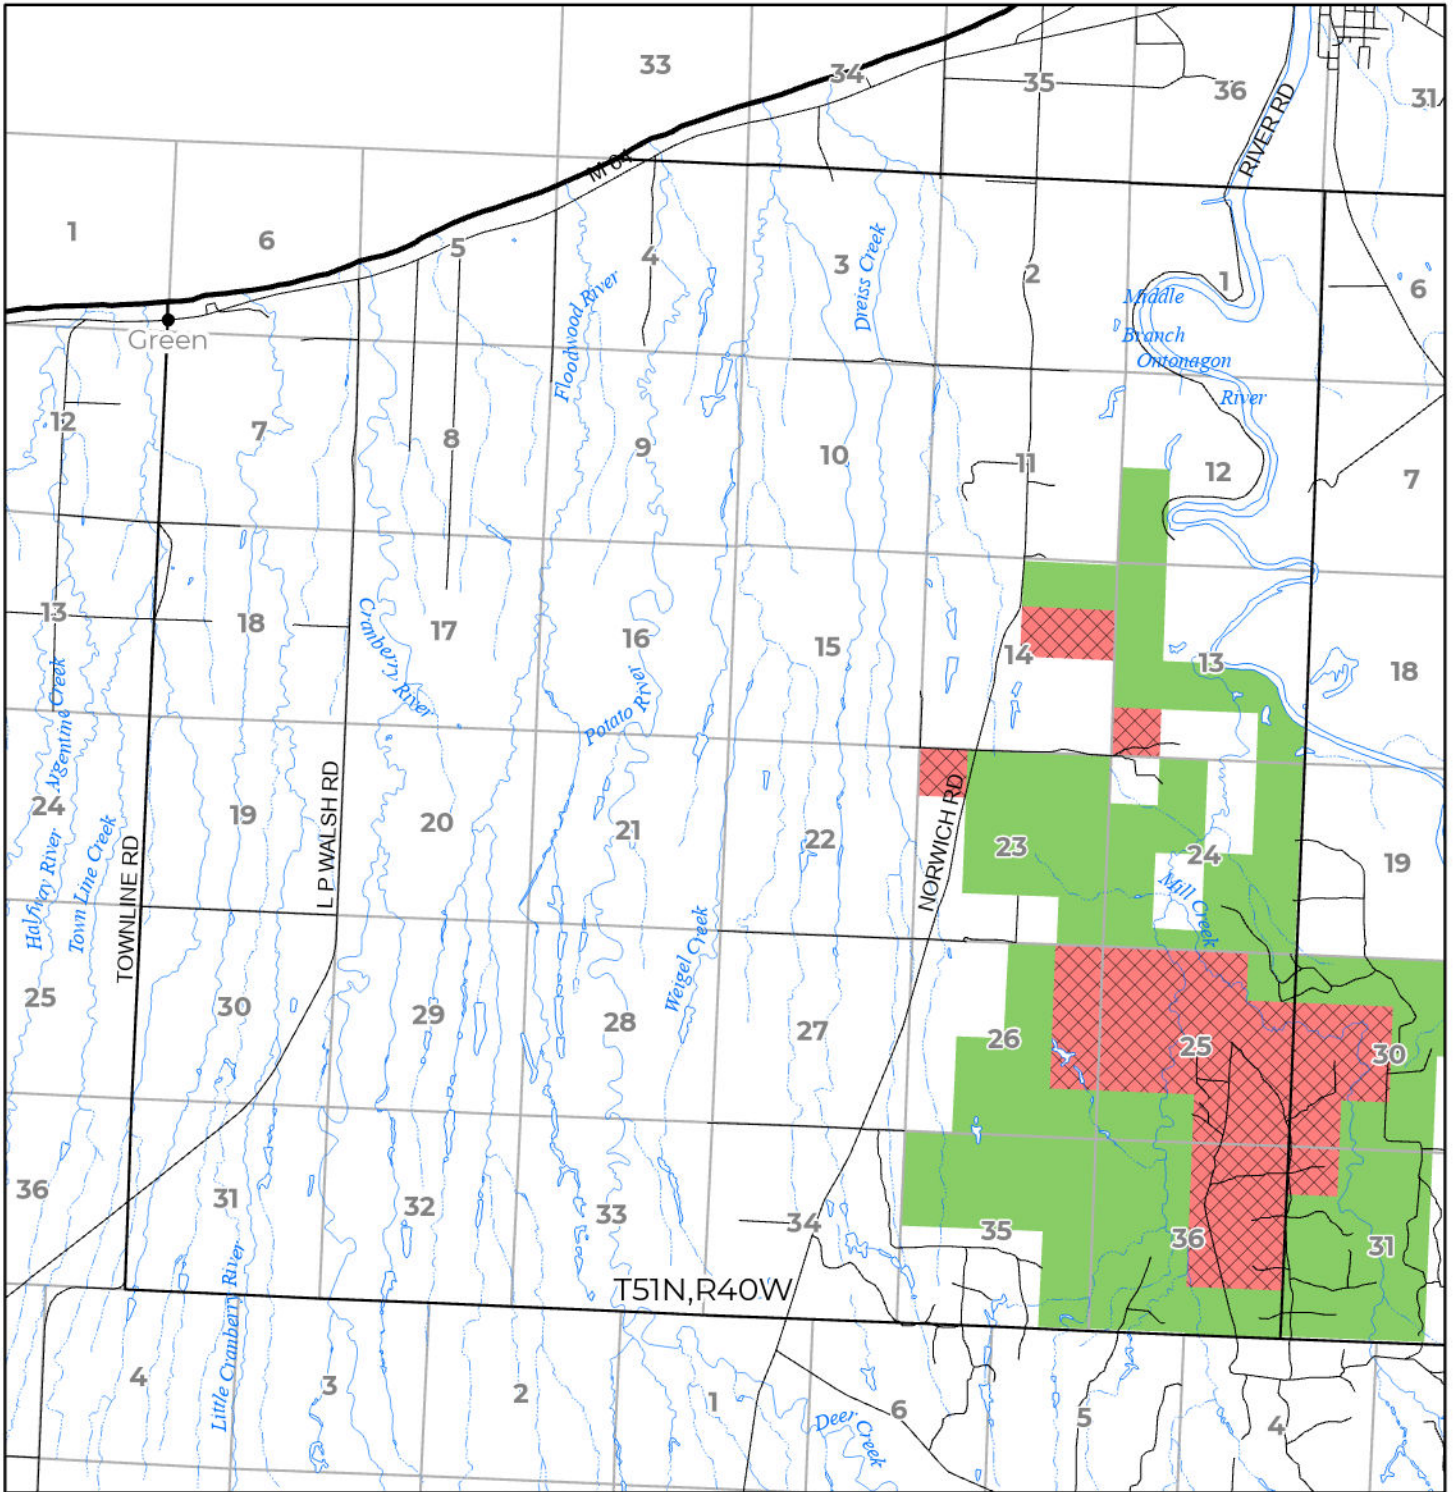 33
34
35
36
31
RIVER RD
M 64
1
6
5
4
3
2
1
6
Dreiss Creek
Floodwood River
Middle
Branch
Ontonagon
River
Green
12
7
8
9
10
11
12
7
13
18
17
16
15
14
13
18
Cranberry River
Potato River
Argentine Creek
24
19
20
21
22
23
24
19
Halfway River
Town Line Creek
TOWNLINE RD
L P WALSH RD
NORWICH RD
Mill Creek
Weigel Creek
25
30
29
28
27
26
25
30
36
31
32
33
34
35
36
31
Little Cranberry River
T51N,R40W
4
3
2
1
6
5
4
Deer Creek